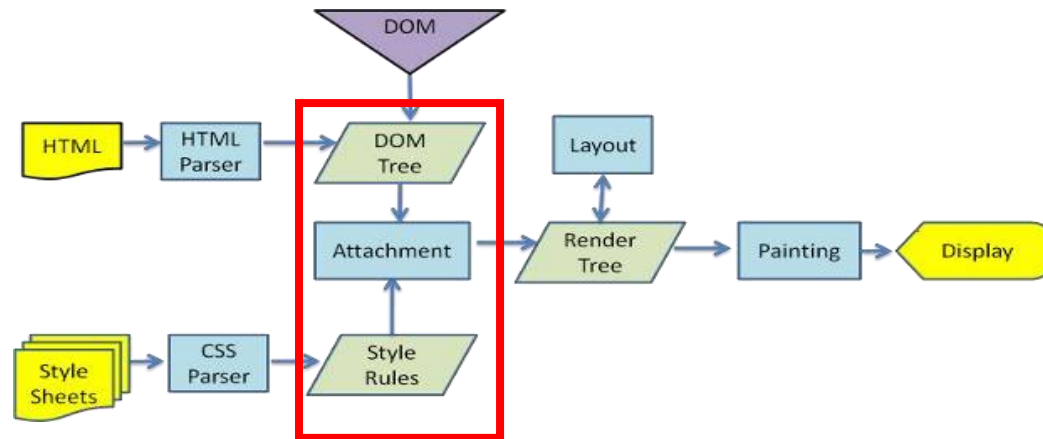 DOM
HTML
HTML
Parser
DOM
Tree
Layout
Attachment
Render
Tree
Painting
Display
Style
Sheets
CSS
Parser
Style
Rules